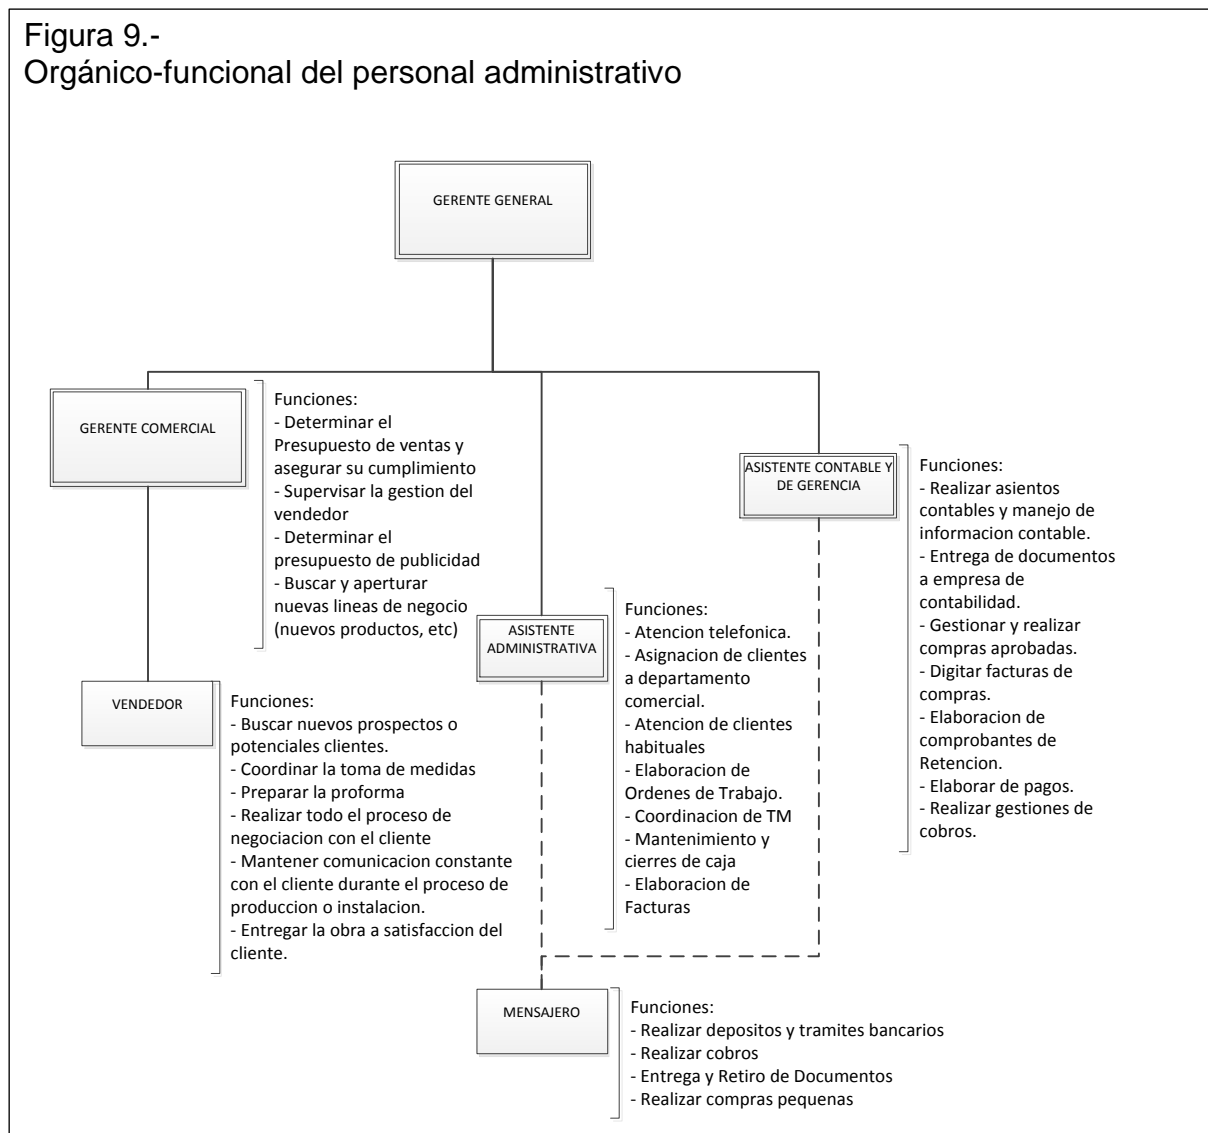 Figura 9.-
Orgánico-funcional del personal administrativo
GERENTE GENERAL
GERENTE COMERCIAL
Funciones:
- Determinar el
Presupuesto de ventas y
asegurar su cumplimiento
- Supervisar la gestion del
vendedor
- Determinar el
presupuesto de publicidad
- Buscar y aperturar
nuevas lineas de negocio
(nuevos productos, etc)
ASISTENTE CONTABLE Y
DE GERENCIA
Funciones:
- Realizar asientos
contables y manejo de
informacion contable.
- Entrega de documentos
a empresa de
contabilidad.
- Gestionar y realizar
compras aprobadas.
- Digitar facturas de
compras.
- Elaboracion de
comprobantes de
Retencion.
- Elaborar de pagos.
- Realizar gestiones de
cobros.
ASISTENTE
ADMINISTRATIVA
Funciones:
- Atencion telefonica.
- Asignacion de clientes
a departamento
comercial.
- Atencion de clientes
habituales
- Elaboracion de
Ordenes de Trabajo.
- Coordinacion de TM
- Mantenimiento y
cierres de caja
- Elaboracion de
Facturas
VENDEDOR
Funciones:
- Buscar nuevos prospectos o
potenciales clientes.
- Coordinar la toma de medidas
- Preparar la proforma
- Realizar todo el proceso de
negociacion con el cliente
- Mantener comunicacion constante
con el cliente durante el proceso de
produccion o instalacion.
- Entregar la obra a satisfaccion del
cliente.
MENSAJERO
Funciones:
- Realizar depositos y tramites bancarios
- Realizar cobros
- Entrega y Retiro de Documentos
- Realizar compras pequenas